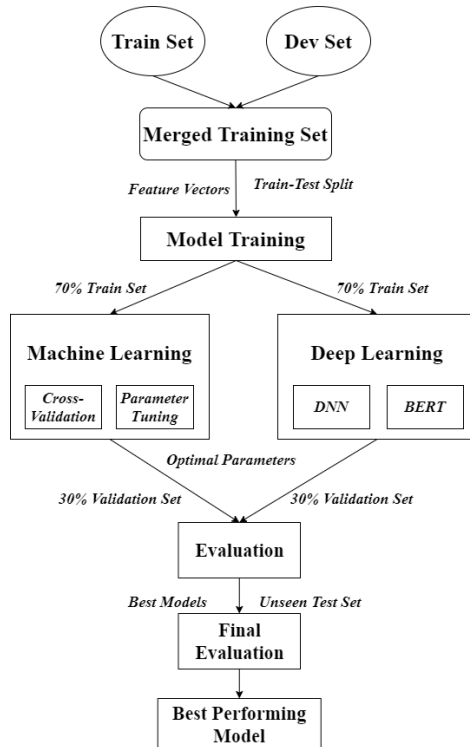 Train Set
Dev Set
Merged Training Set
Feature Vectors
Train-Test Split
Model Training
70% Train Set
70% Train Set
Machine Learning
Deep Learning
Cross-
Validation
Parameter
Tuning
DNN
BERT
Optimal Parameters
30% Validation Set
30% Validation Set
Evaluation
Best Models
Unseen Test Set
Final
Evaluation
Best Performing
Model